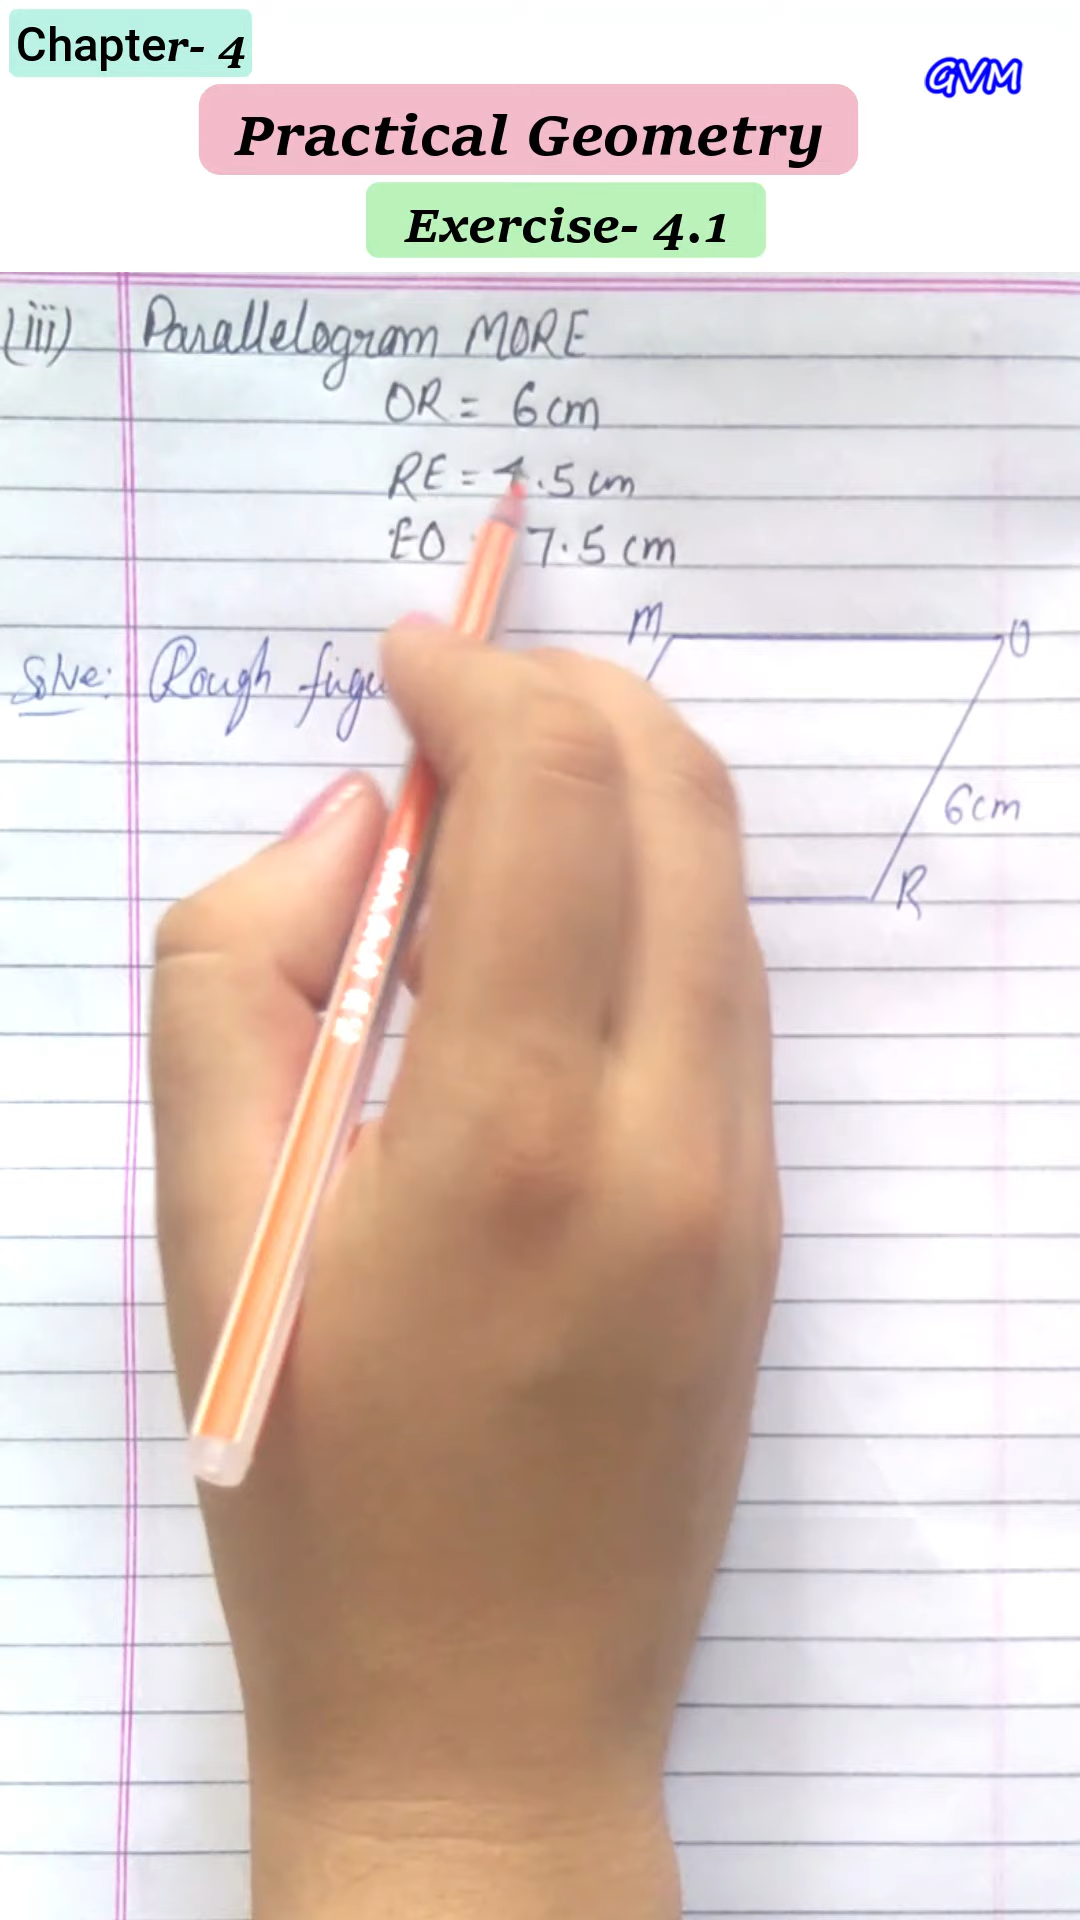 Chapter- 4
GVM
Practical Geometry
Exercise- 4.1
(iii) Parallelogram MORE
OR = 6cm
RE = 4.5 cm
EO 7.5 cm
M O
Solve: Rough figu
6cm
R